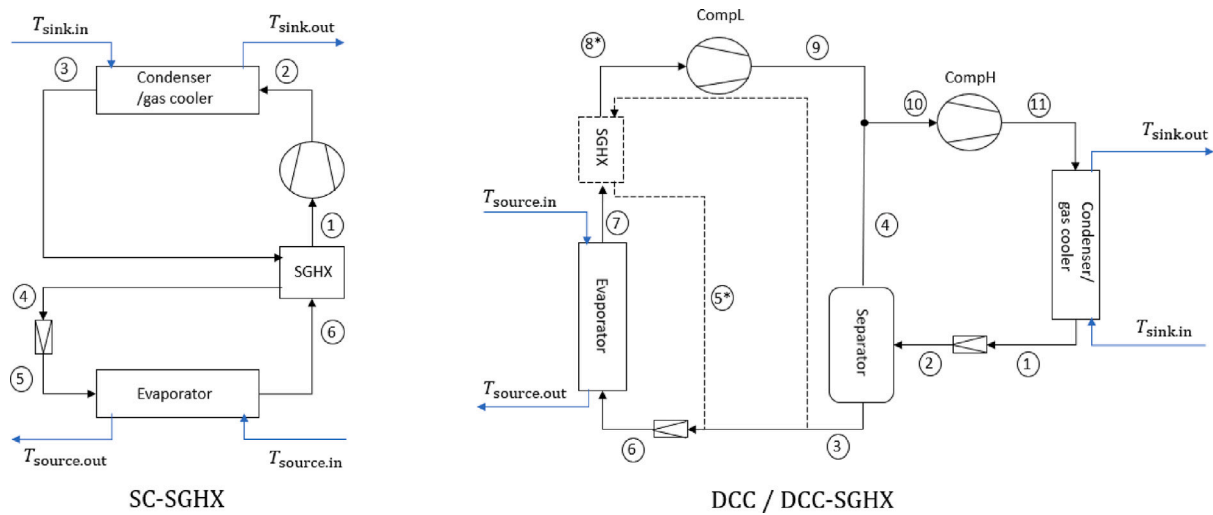 T_sink.in
T_sink.out
3
Condenser
/gas cooler
2
1
SGHX
4
6
5
Evaporator
T_source.out
T_source.in
SC-SGHX
CompL
8*
9
CompH
SGHX
10
11
T_sink.out
T_source.in
7
4
Condenser/
gas cooler
Evaporator
5*
Separator
T_sink.in
2
1
T_source.out
6
3
DCC / DCC-SGHX